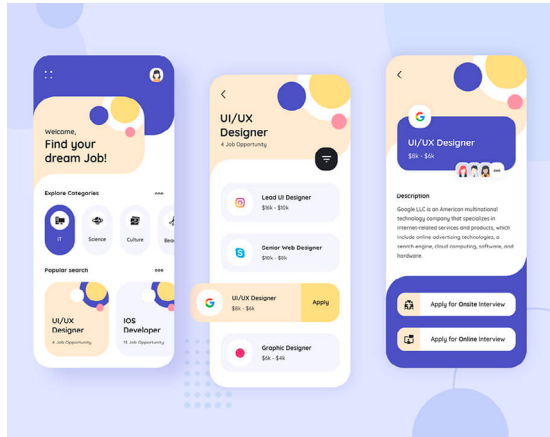 Welcome,
Find your
dream Job!
Explore Categories
IT
Science
Culture
Popular search
UI/UX
Designer
4 Job Opportunity
IOS
Developer
UI/UX
Designer
4 Job Opportunity
Lead UI Designer
$16k - $10k
Senior Web Designer
$10k - $8k
UI/UX Designer
$8k - $6k
Apply
Graphic Designer
$6k - $4k
UI/UX Designer
$8k - $6k
Description
Google LLC is an American multinational
technology company that specializes in
internet-related services and products, which
include online advertising technologies, a
search engine, cloud computing, software, and
hardware.
Apply for Onsite Interview
Apply for Online Interview